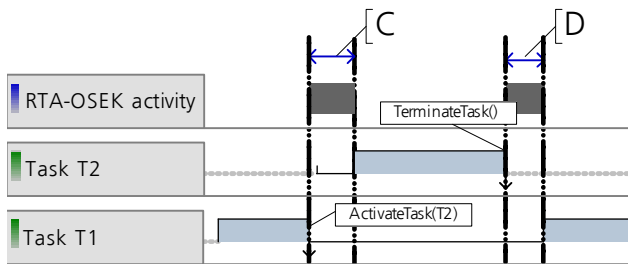 C
D
RTA-OSEK activity
TerminateTask()
Task T2
ActivateTask(T2)
Task T1